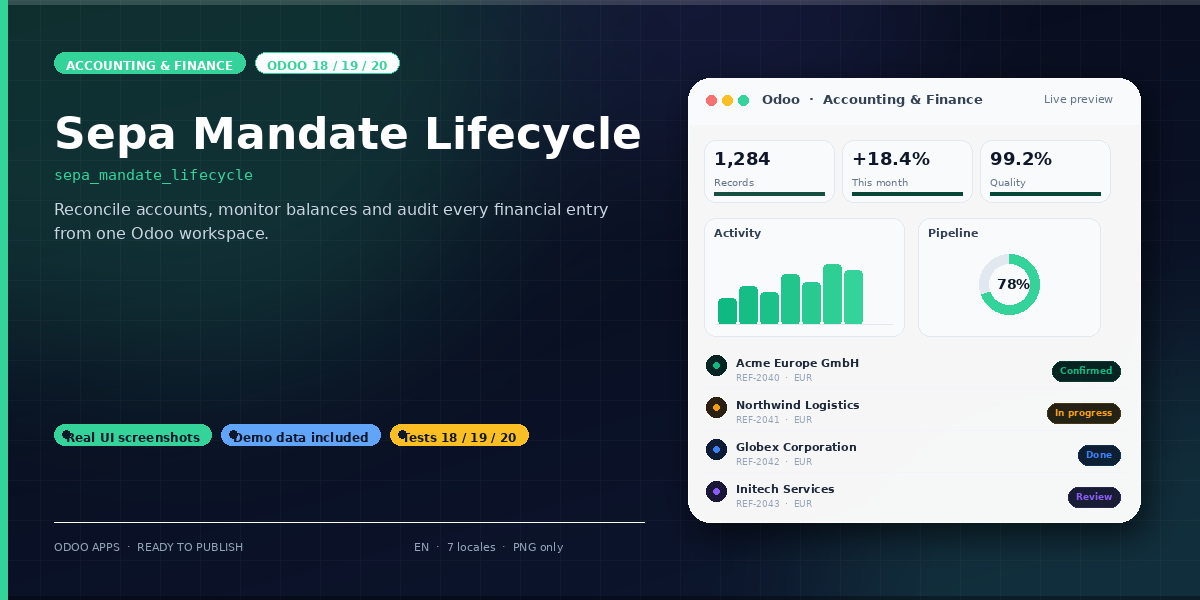 ACCOUNTING & FINANCE
ODOO 18 / 19 / 20
Sepa Mandate Lifecycle
sepa_mandate_lifecycle
Reconcile accounts, monitor balances and audit every financial entry
from one Odoo workspace.
Real UI screenshots
Demo data included
Tests 18 / 19 / 20
ODOO APPS · READY TO PUBLISH
EN · 7 locales · PNG only
Odoo · Accounting & Finance
Live preview
1,284
Records
+18.4%
This month
99.2%
Quality
Activity
Pipeline
78%
Acme Europe GmbH
REF-2040 · EUR
Confirmed
Northwind Logistics
REF-2041 · EUR
In progress
Globex Corporation
REF-2042 · EUR
Done
Initech Services
REF-2043 · EUR
Review